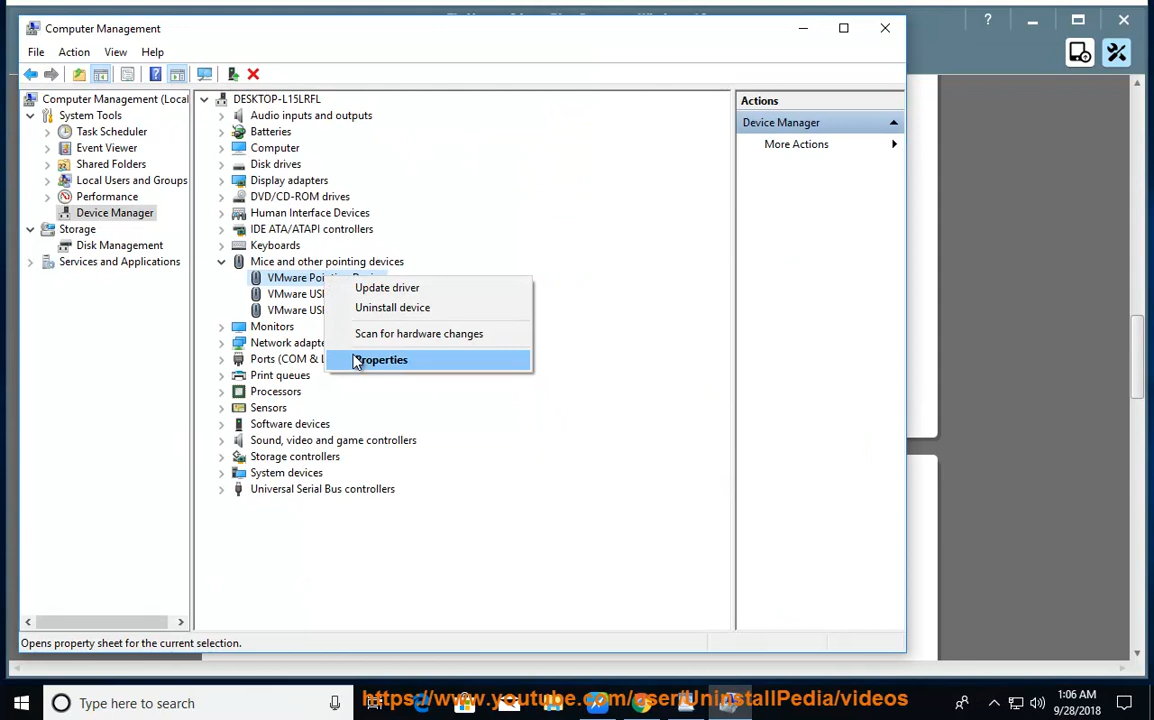 Computer Management
File Action View Help
Computer Management (Local
System Tools
Task Scheduler
Event Viewer
Shared Folders
Local Users and Groups
Performance
Device Manager
Storage
Disk Management
Services and Applications
DESKTOP-L15LRFL
Audio inputs and outputs
Batteries
Computer
Disk drives
Display adapters
DVD/CD-ROM drives
Human Interface Devices
IDE ATA/ATAPI controllers
Keyboards
Mice and other pointing devices
VMware
VMware
VMware
Monitors
Network
Ports (COM &
Print queues
Processors
Sensors
Software devices
Sound, video and game controllers
Storage controllers
System devices
Universal Serial Bus controllers
Update driver
Uninstall device
Scan for hardware changes
Properties
Actions
Device Manager
More Actions
Opens property sheet for the current selection.
Type here to search
https://www.youtube.com/user/UninstallPedia/videos
1:06 AM
9/28/2018